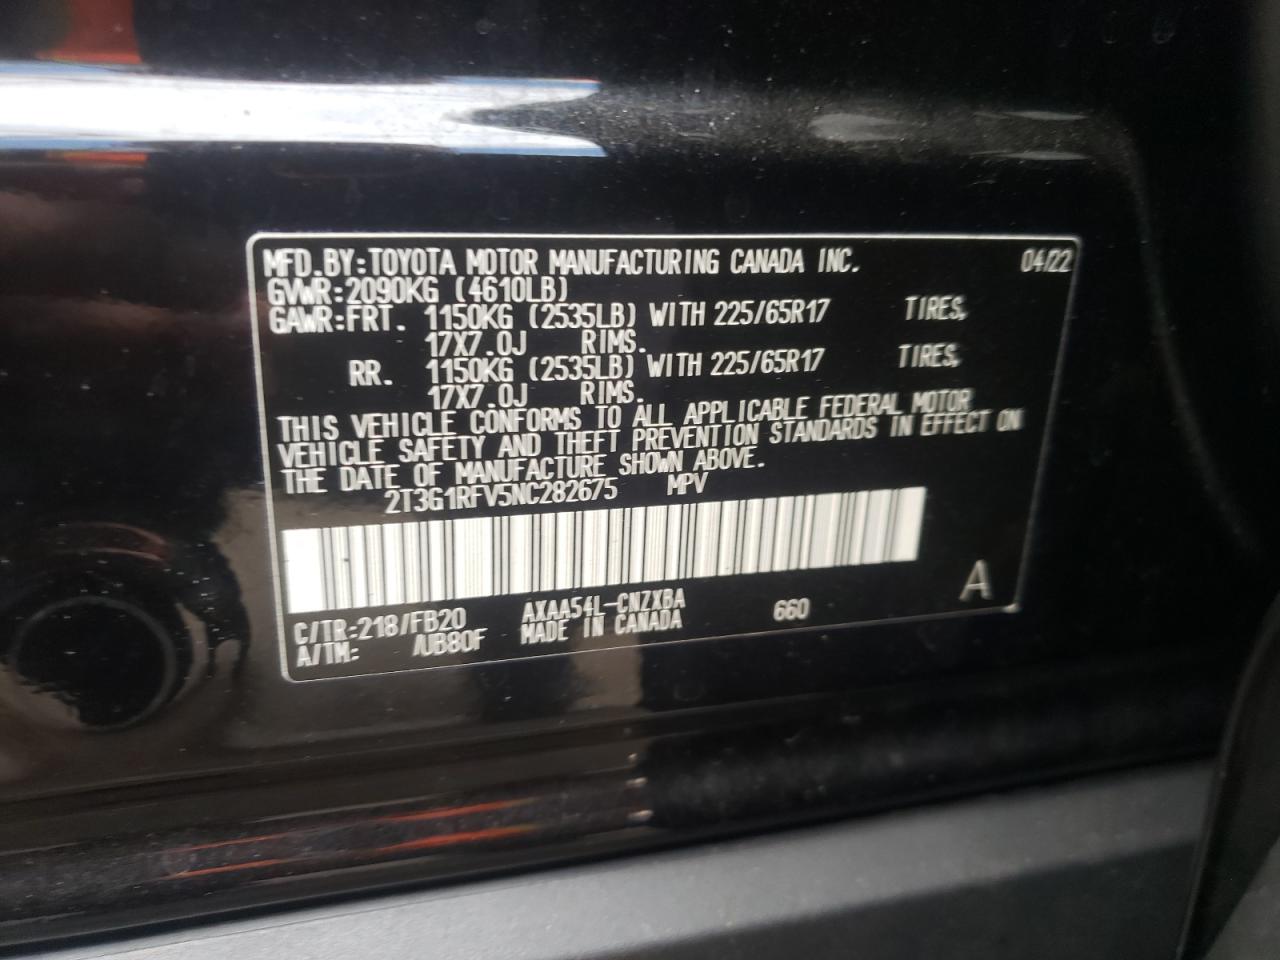 MFD.BY:TOYOTA MOTOR MANUFACTURING CANADA INC. 04/22
GVWR:2090KG (4610LB)
GAWR:FRT. 1150KG (2535LB) WITH 225/65R17 TIRES,
17X7.0J RIMS.
RR. 1150KG (2535LB) WITH 225/65R17 TIRES,
17X7.0J RIMS.
THIS VEHICLE CONFORMS TO ALL APPLICABLE FEDERAL MOTOR
VEHICLE SAFETY AND THEFT PREVENTION STANDARDS IN EFFECT ON
THE DATE OF MANUFACTURE SHOWN ABOVE.
2T3G1RFV5NC282675 MPV
A
C/TR:218/FB20 AXAA54L-CNZXBA 660
A/TM: /UB80F MADE IN CANADA